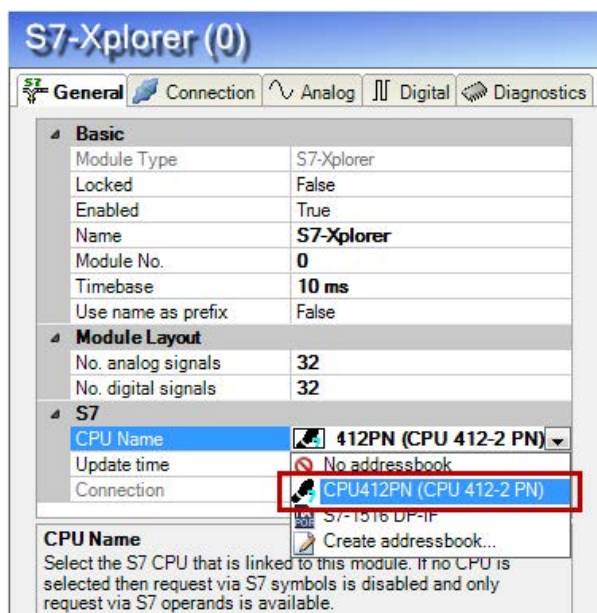 S7-Xplorer (0)
S7 General Connection Analog Digital Diagnostics
Basic
Module Type S7-Xplorer
Locked False
Enabled True
Name S7-Xplorer
Module No. 0
Timebase 10 ms
Use name as prefix False
Module Layout
No. analog signals 32
No. digital signals 32
S7
CPU Name 412PN (CPU 412-2 PN)
Update time No addressbook
Connection CPU412PN (CPU 412-2 PN)
S7-1516 DP-IF
Create addressbook...
CPU Name
Select the S7 CPU that is linked to this module. If no CPU is
selected then request via S7 symbols is disabled and only
request via S7 operands is available.